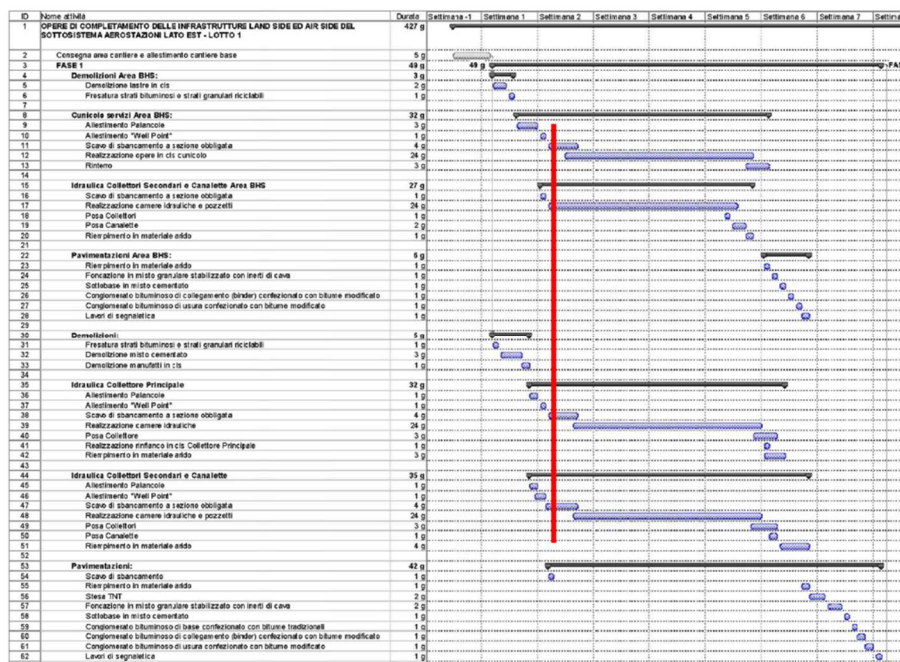 ID Nome attività Durata Settimana -1 Settimana 1 Settimana 2 Settimana 3 Settimana 4 Settimana 5 Settimana 6 Settimana 7 Settima
1 OPERE DI COMPLETAMENTO DELLE INFRASTRUTTURE LAND SIDE ED AIR SIDE DEL 427 g
SOTTOSISTEMA AEROSTAZIONI LATO EST - LOTTO 1
2 Consegna area cantiere e allestimento cantiere base 5 g
3 FASE 1 49 g 49 g FAS
4 Demolizioni Area BHS: 3 g
5 Demolizione lastre in cls 2 g
6 Fresatura strati bituminosi e strati granulari riciclabili 1 g
7
8 Cunicolo servizi Area BHS: 32 g
9 Allestimento Palancole 3 g
10 Allestimento "Well Point" 1 g
11 Scavo di sbancamento a sezione obbligata 4 g
12 Realizzazione opere in cls cunicolo 24 g
13 Rinterro 3 g
14
15 Idraulica Collettori Secondari e Canalette Area BHS 27 g
16 Scavo di sbancamento a sezione obbligata 1 g
17 Realizzazione camere idrauliche e pozzetti 24 g
18 Posa Collettori 1 g
19 Posa Canalette 2 g
20 Riempimento in materiale arido 1 g
21
22 Pavimentazioni Area BHS: 6 g
23 Riempimento in materiale arido 1 g
24 Fondazione in misto granulare stabilizzato con inerti di cava 1 g
25 Sottobase in misto cementato 1 g
26 Conglomerato bituminoso di collegamento (binder) confezionato con bitume modificato 1 g
27 Conglomerato bituminoso di usura confezionato con bitume modificato 1 g
28 Lavori di segnaletica 1 g
29
30 Demolizioni: 5 g
31 Fresatura strati bituminosi e strati granulari riciclabili 1 g
32 Demolizione misto cementato 3 g
33 Demolizione manufatti in cls 1 g
34
35 Idraulica Collettore Principale 32 g
36 Allestimento Palancole 1 g
37 Allestimento "Well Point" 1 g
38 Scavo di sbancamento a sezione obbligata 4 g
39 Realizzazione camere idrauliche 24 g
40 Posa Collettore 3 g
41 Realizzazione rinfianco in cls Collettore Principale 1 g
42 Riempimento in materiale arido 3 g
43
44 Idraulica Collettori Secondari e Canalette 35 g
45 Allestimento Palancole 1 g
46 Allestimento "Well Point" 1 g
47 Scavo di sbancamento a sezione obbligata 4 g
48 Realizzazione camere idrauliche e pozzetti 24 g
49 Posa Collettori 3 g
50 Posa Canalette 1 g
51 Riempimento in materiale arido 4 g
52
53 Pavimentazioni: 42 g
54 Scavo di sbancamento 1 g
55 Riempimento in materiale arido 1 g
56 Stesa TNT 2 g
57 Fondazione in misto granulare stabilizzato con inerti di cava 2 g
58 Sottobase in misto cementato 1 g
59 Conglomerato bituminoso di base confezionato con bitume tradizionali 1 g
60 Conglomerato bituminoso di collegamento (binder) confezionato con bitume modificato 1 g
61 Conglomerato bituminoso di usura confezionato con bitume modificato 1 g
62 Lavori di segnaletica 1 g